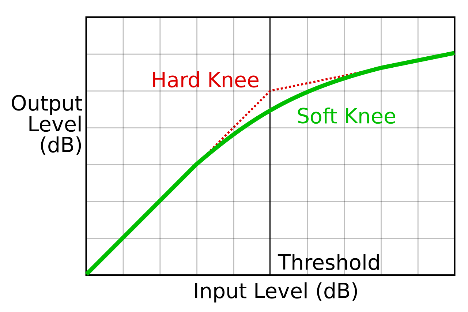 Hard Knee
Output
Level
(dB)
Soft Knee
Threshold
Input Level (dB)